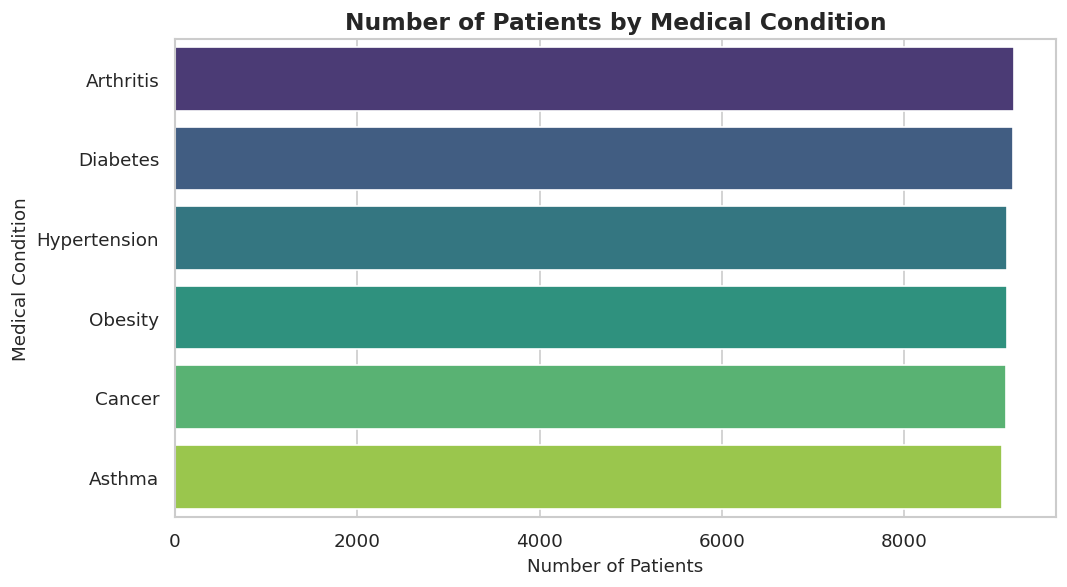 Number of Patients by Medical Condition
Medical Condition
Arthritis
Diabetes
Hypertension
Obesity
Cancer
Asthma
0 2000 4000 6000 8000
Number of Patients